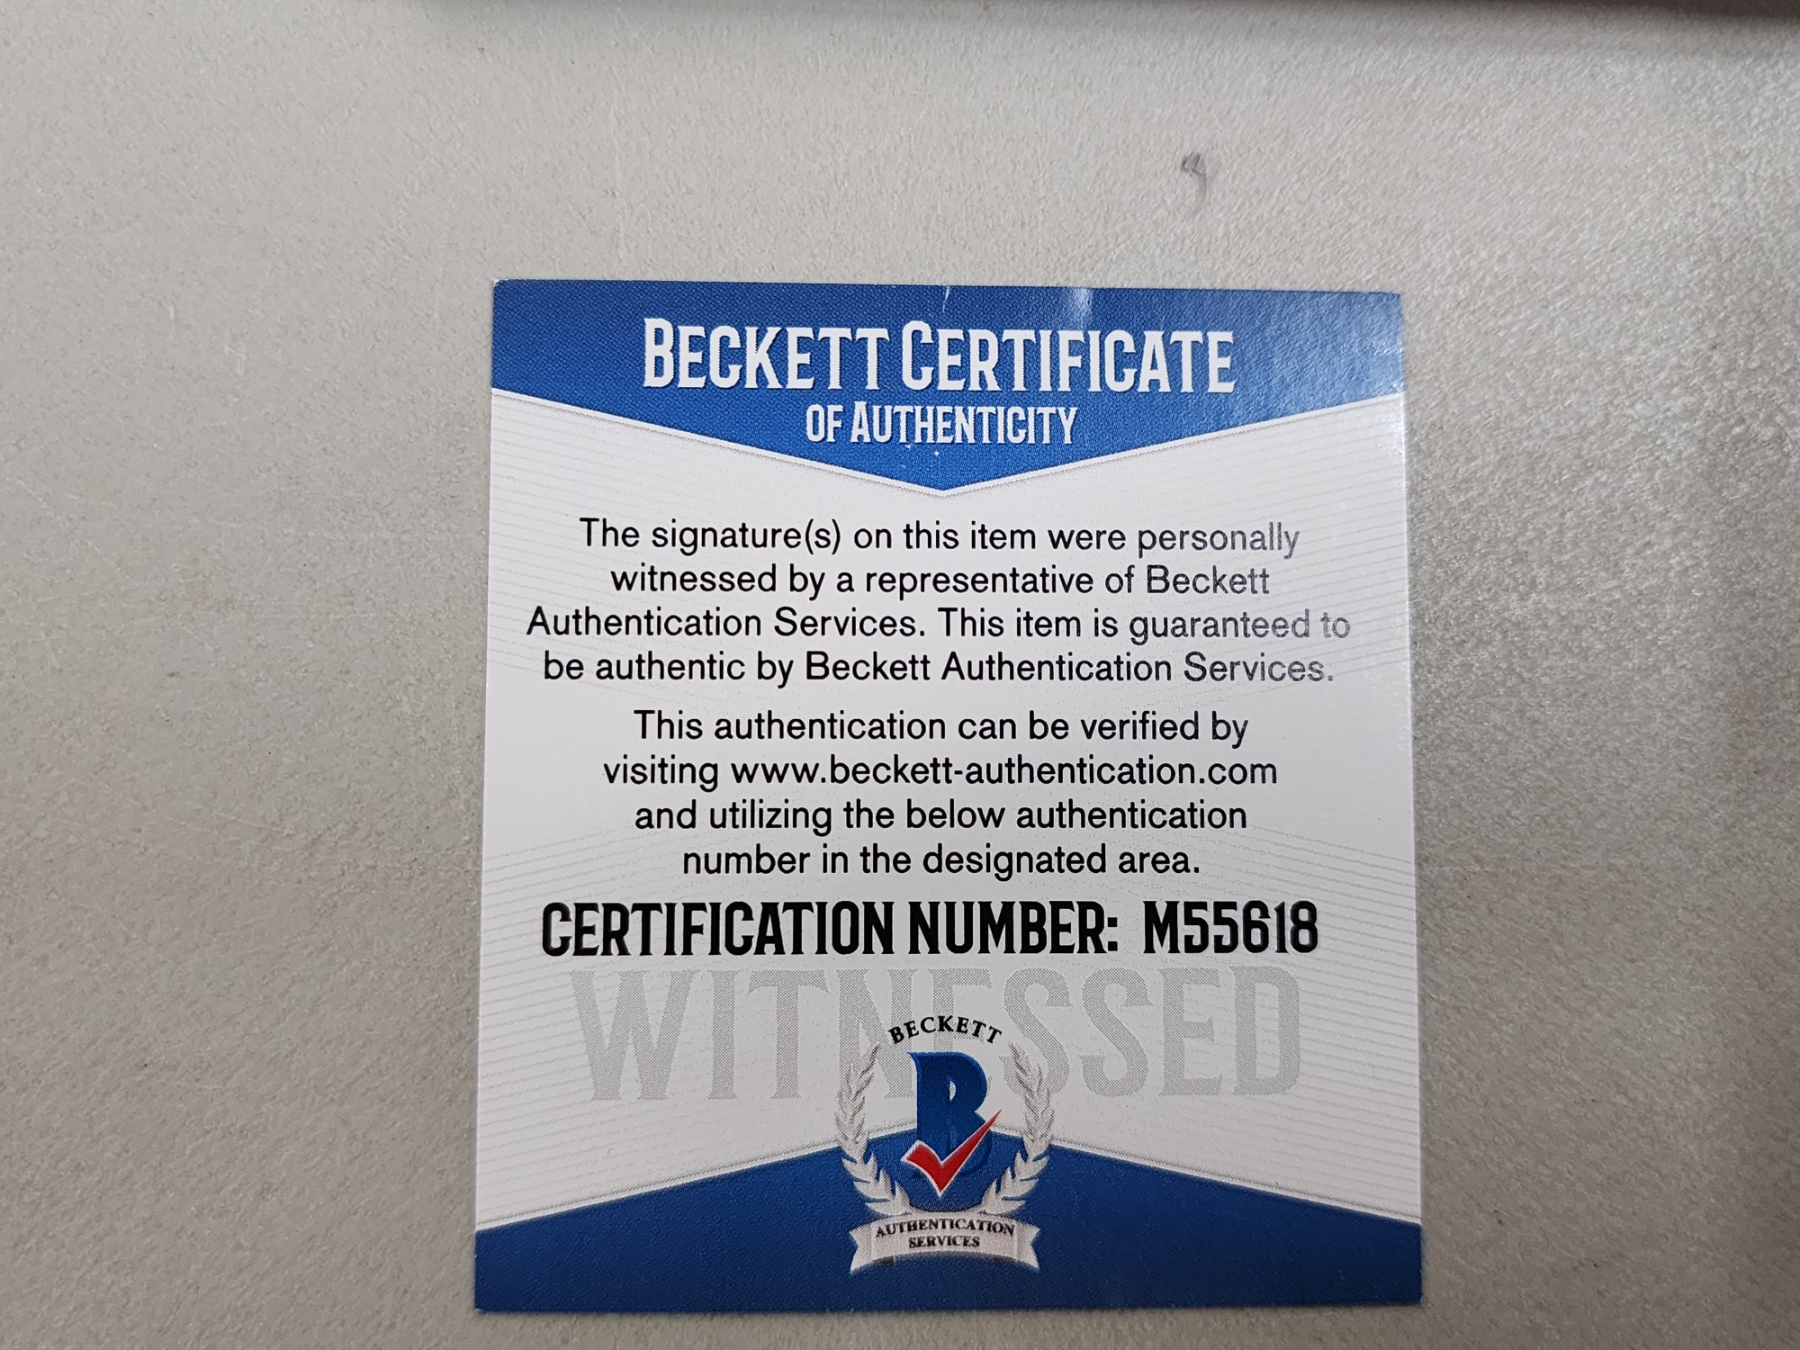 BECKETT CERTIFICATE
OF AUTHENTICITY
The signature(s) on this item were personally
witnessed by a representative of Beckett
Authentication Services. This item is guaranteed to
be authentic by Beckett Authentication Services.
This authentication can be verified by
visiting www.beckett-authentication.com
and utilizing the below authentication
number in the designated area.
CERTIFICATION NUMBER: M55618
WITNESSED
BECKETT
B
AUTHENTICATION
SERVICES